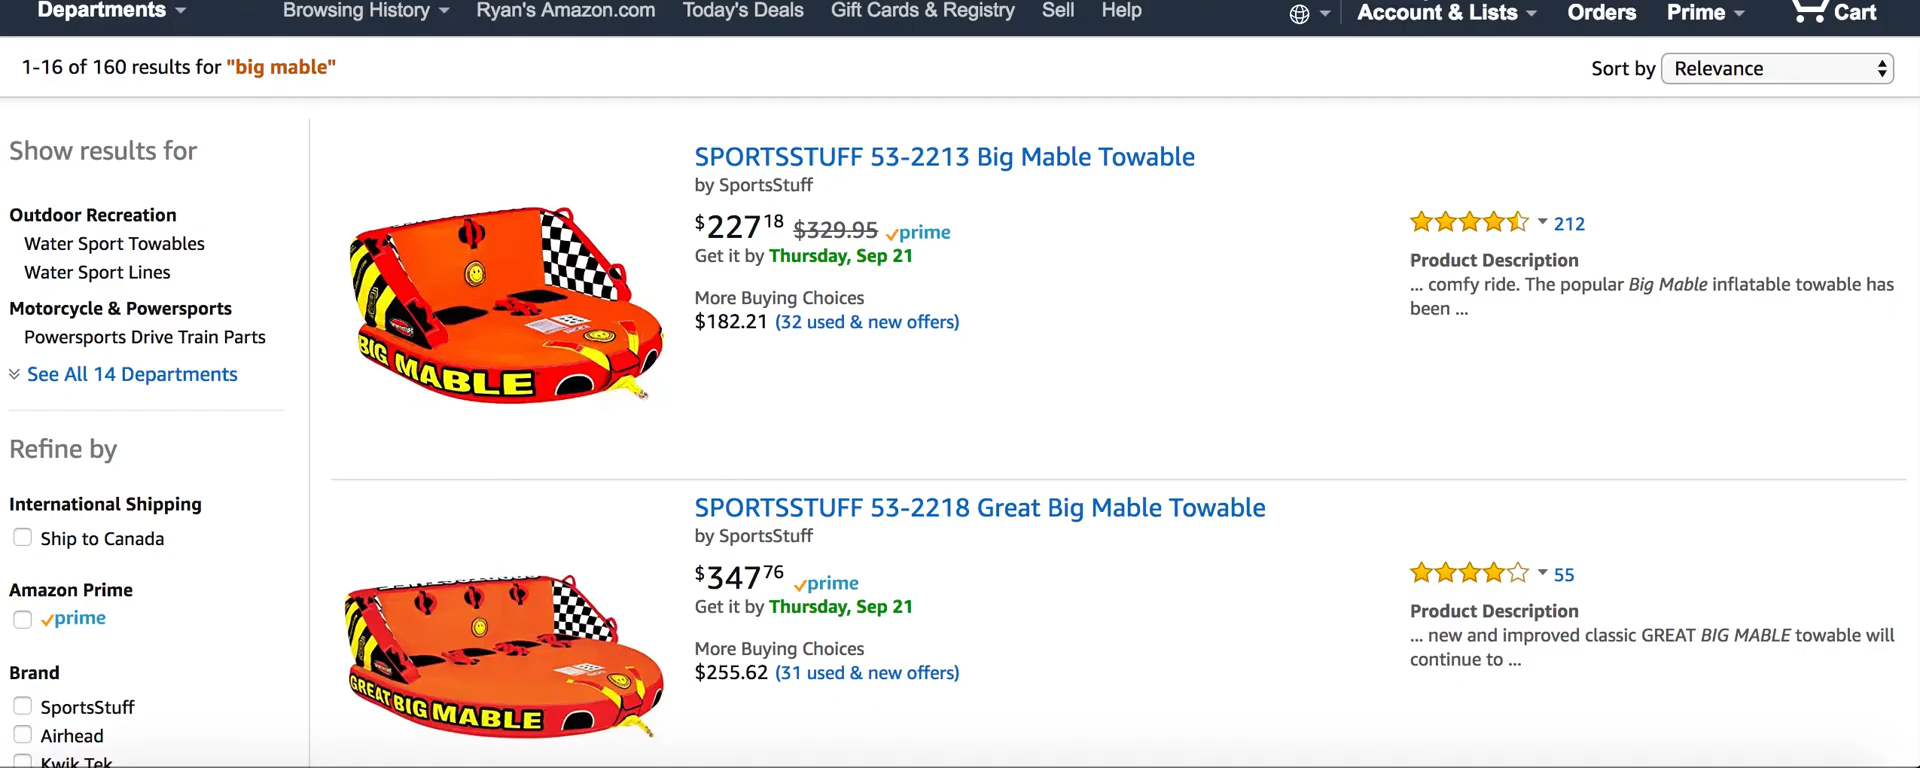 Departments
Browsing History
Ryan's Amazon.com
Today's Deals
Gift Cards & Registry
Sell
Help
Account & Lists
Orders
Prime
Cart
1-16 of 160 results for "big mable"
Sort by Relevance
Show results for
Outdoor Recreation
Water Sport Towables
Water Sport Lines
Motorcycle & Powersports
Powersports Drive Train Parts
See All 14 Departments
Refine by
International Shipping
Ship to Canada
Amazon Prime
prime
Brand
SportsStuff
Airhead
Kwik Tek
BIG MABLE
SPORTSSTUFF 53-2213 Big Mable Towable
by SportsStuff
$227 18 $329.95 prime
Get it by Thursday, Sep 21
More Buying Choices
$182.21 (32 used & new offers)
212
Product Description
... comfy ride. The popular Big Mable inflatable towable has
been ...
GREAT BIG MABLE
SPORTSSTUFF 53-2218 Great Big Mable Towable
by SportsStuff
$347 76 prime
Get it by Thursday, Sep 21
More Buying Choices
$255.62 (31 used & new offers)
55
Product Description
... new and improved classic GREAT BIG MABLE towable will
continue to ...